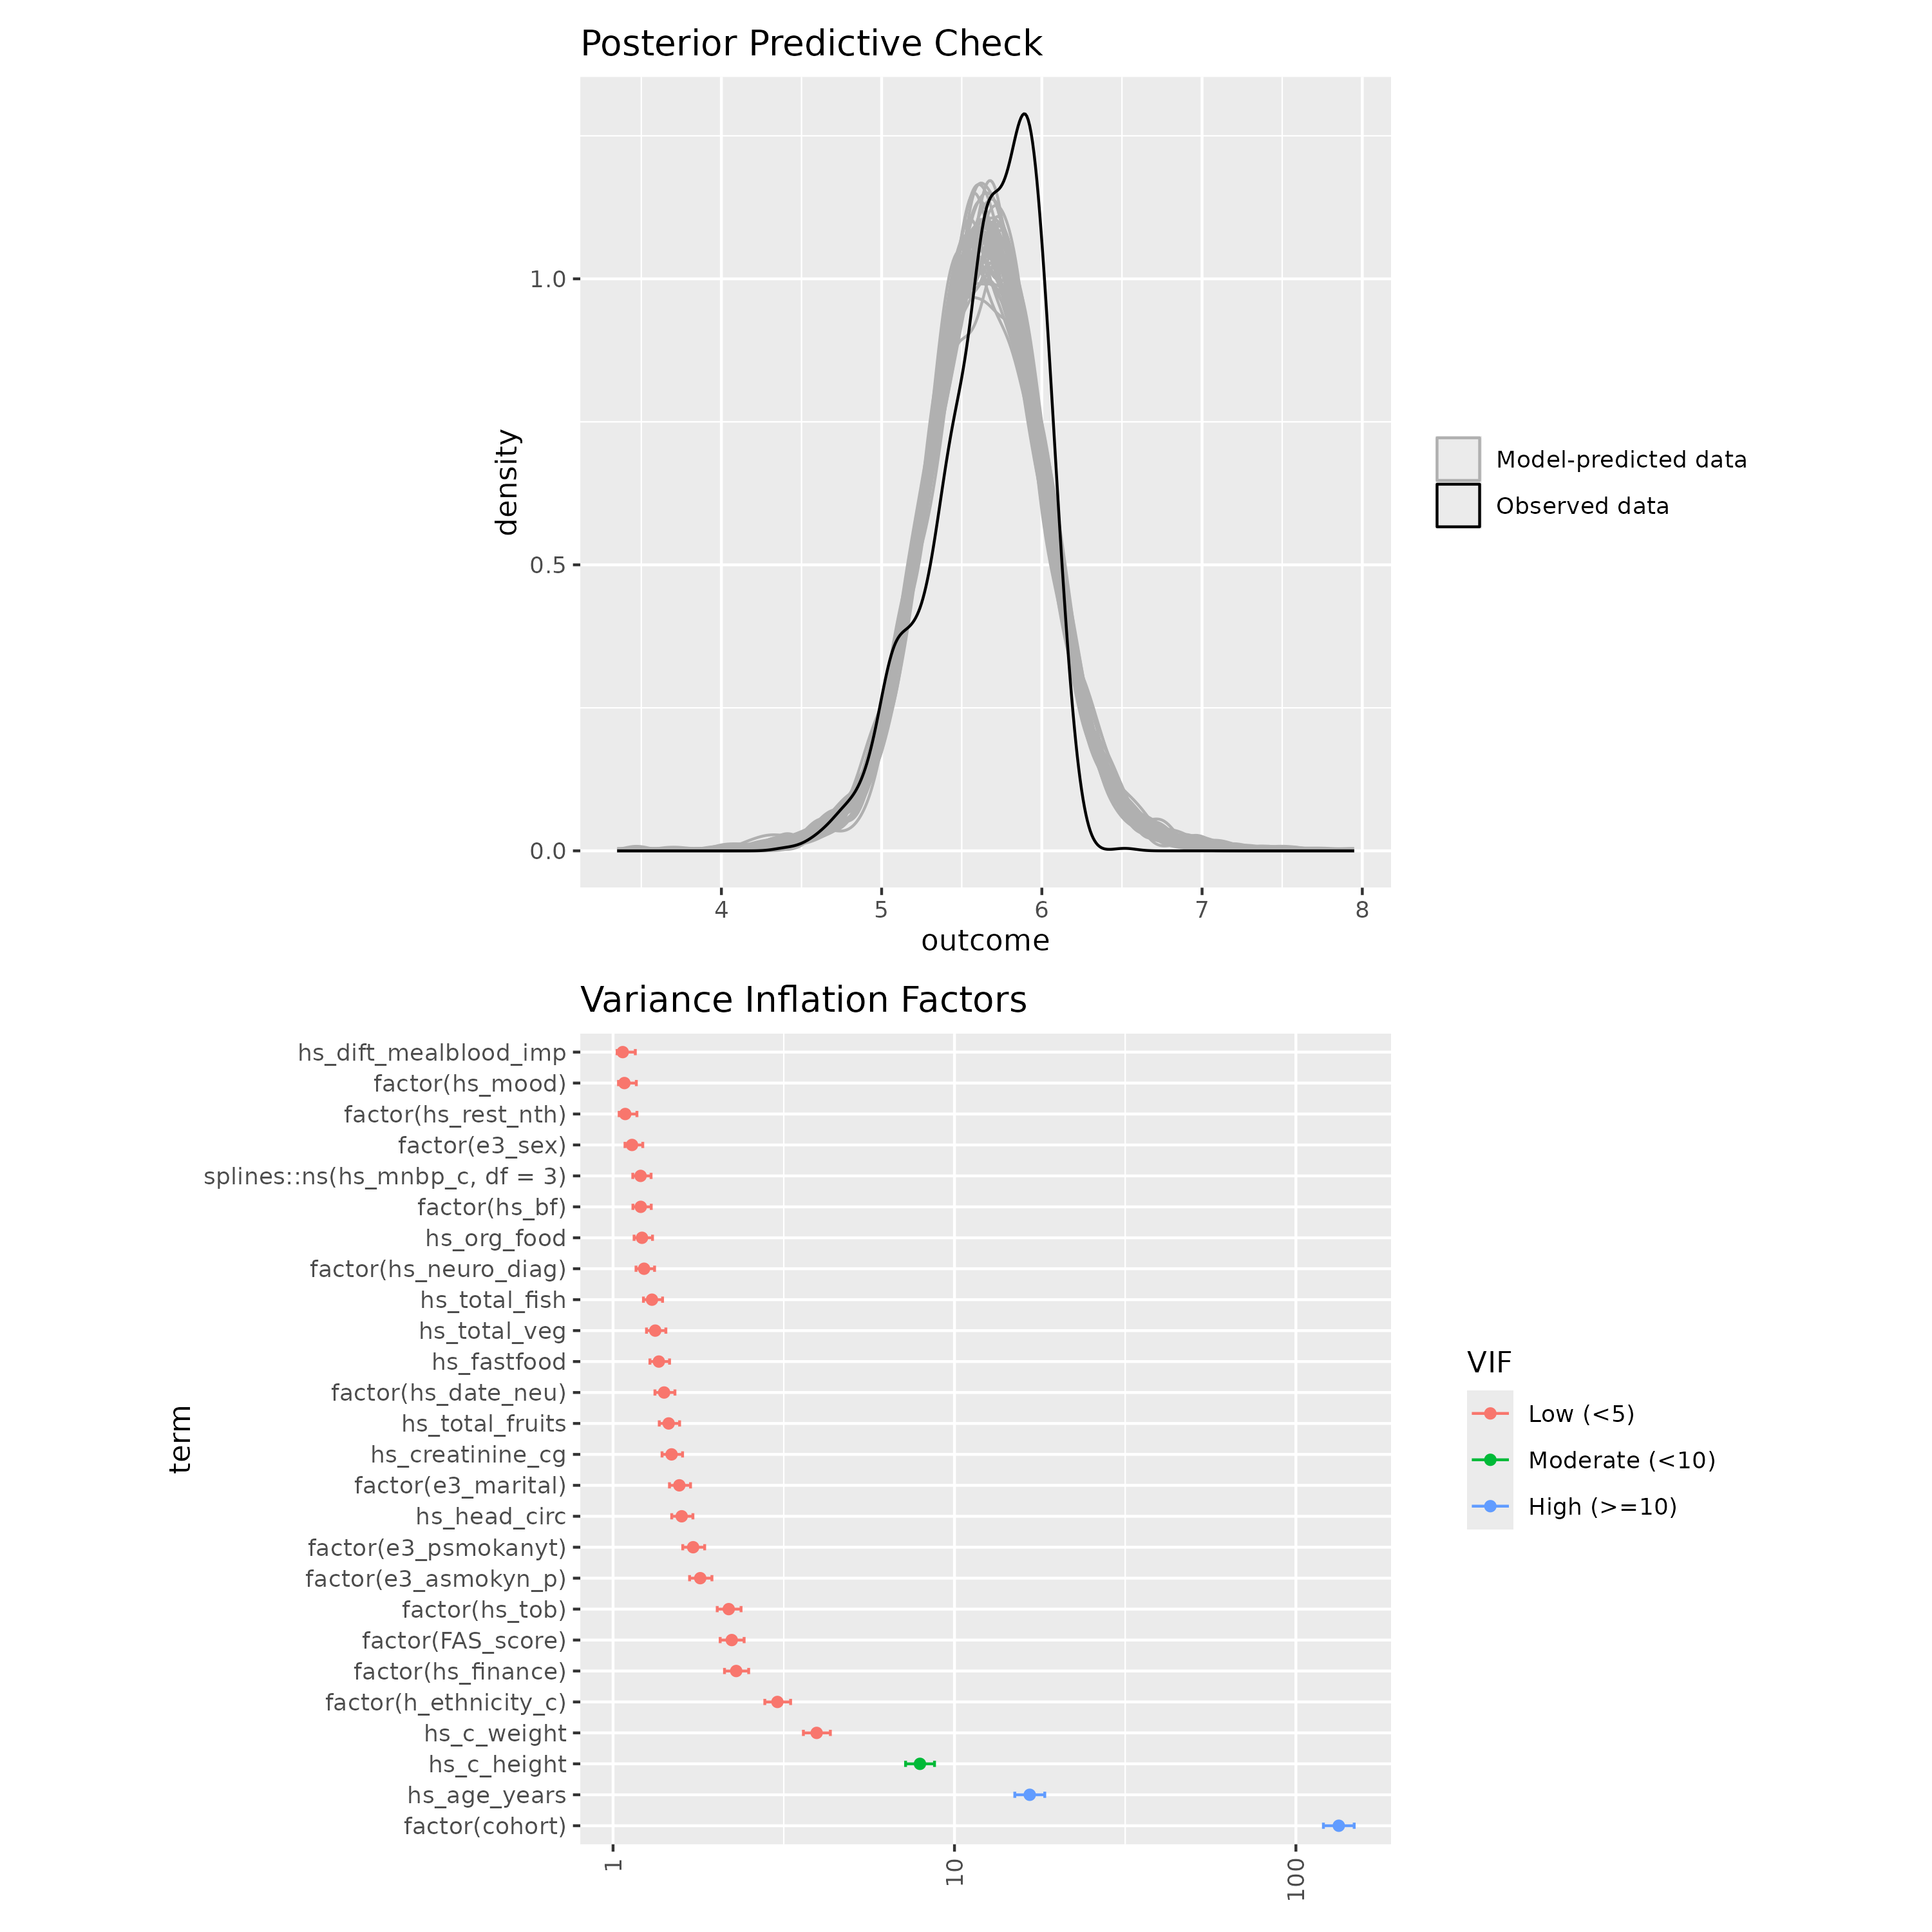 Posterior Predictive Check
density
1.0
0.5
0.0
4 5 6 7 8
outcome
Model-predicted data
Observed data
Variance Inflation Factors
term
hs_dift_mealblood_imp
factor(hs_mood)
factor(hs_rest_nth)
factor(e3_sex)
splines::ns(hs_mnbp_c, df = 3)
factor(hs_bf)
hs_org_food
factor(hs_neuro_diag)
hs_total_fish
hs_total_veg
hs_fastfood
factor(hs_date_neu)
hs_total_fruits
hs_creatinine_cg
factor(e3_marital)
hs_head_circ
factor(e3_psmokanyt)
factor(e3_asmokyn_p)
factor(hs_tob)
factor(FAS_score)
factor(hs_finance)
factor(h_ethnicity_c)
hs_c_weight
hs_c_height
hs_age_years
factor(cohort)
1 10 100
VIF
Low (<5)
Moderate (<10)
High (>=10)